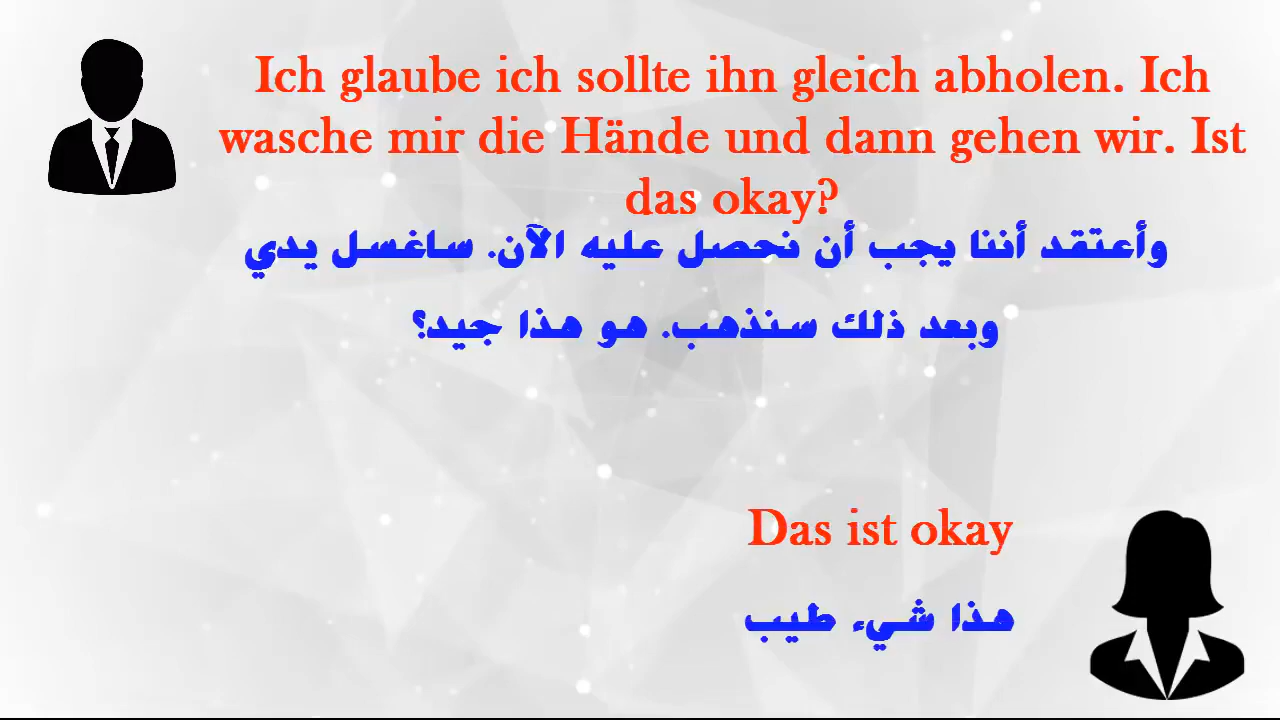 Ich glaube ich sollte ihn gleich abholen. Ich
wasche mir die Hände und dann gehen wir. Ist
das okay?
وأعتقد أننا يجب أن نحصل عليه الآن. ساغسل يدي
وبعد ذلك سنذهب. هو هذا جيد؟
Das ist okay
هذا شيء طيب